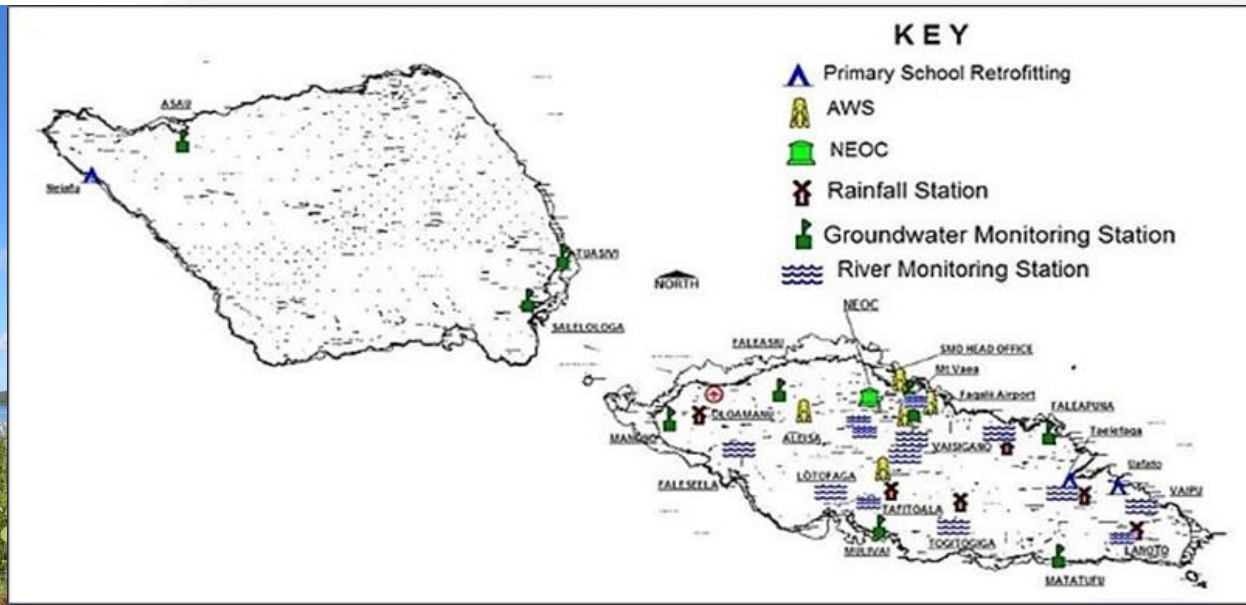 KEY
Primary School Retrofitting
AWS
NEOC
Rainfall Station
Groundwater Monitoring Station
River Monitoring Station
ASAU
Neiafu
TUASIVI
SALELOLOGA
NORTH
NEOC
FALEASIU
SMD HEAD OFFICE
Mt Vaea
Fagalii Airport
FALEAPUNA
OLOAMANU
MANONO
ALEISA
VAISIGANO
Uafato
VAIPU
LOTOFAGA
FALESEELA
TAFITOALA
MULIVAI
TOGITOGIGA
LANOTO
MATATUFU